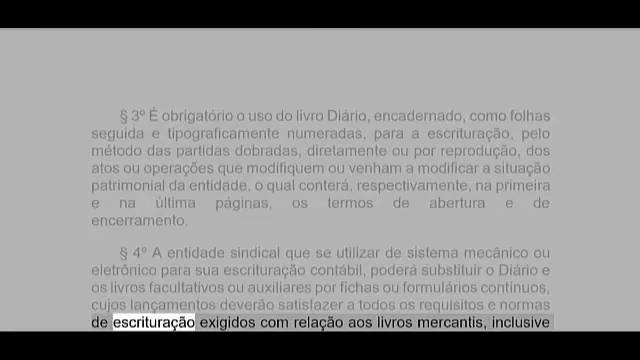 § 3º É obrigatório o uso do livro Diário, encadernado, como folhas
seguida e tipograficamente numeradas, para a escrituração, pelo
método das partidas dobradas, diretamente ou por reprodução, dos
atos ou operações que modifiquem ou venham a modificar a situação
patrimonial da entidade, o qual conterá, respectivamente, na primeira
e na última páginas, os termos de abertura e de
encerramento.
§ 4º A entidade sindical que se utilizar de sistema mecânico ou
eletrônico para sua escrituração contábil, poderá substituir o Diário e
os livros facultativos ou auxiliares por fichas ou formulários contínuos,
cujos lançamentos deverão satisfazer a todos os requisitos e normas
de escrituração exigidos com relação aos livros mercantis, inclusive